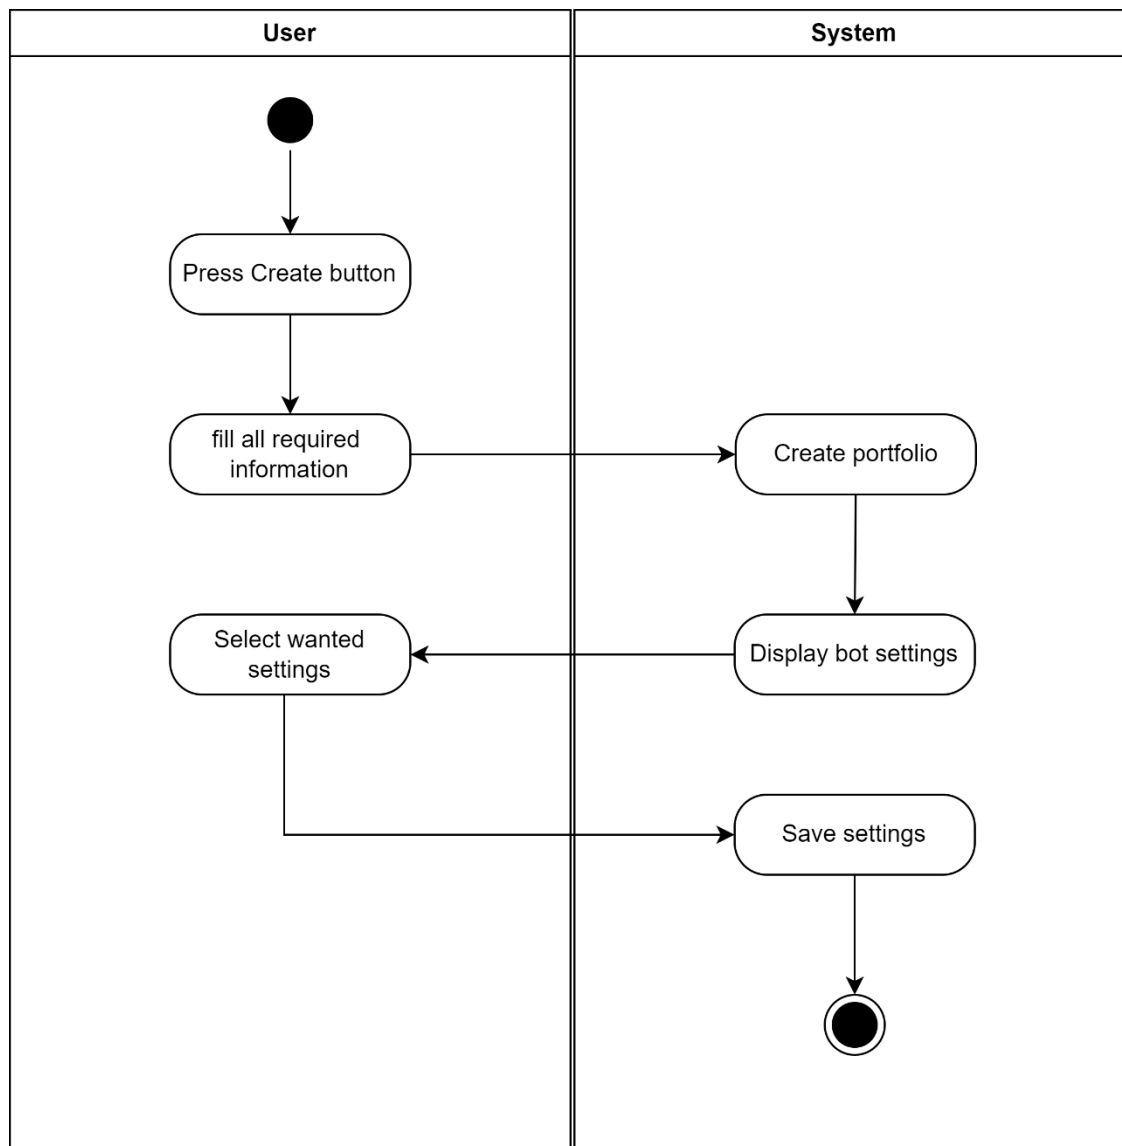 User
System
Press Create button
fill all required
information
Create portfolio
Select wanted
settings
Display bot settings
Save settings